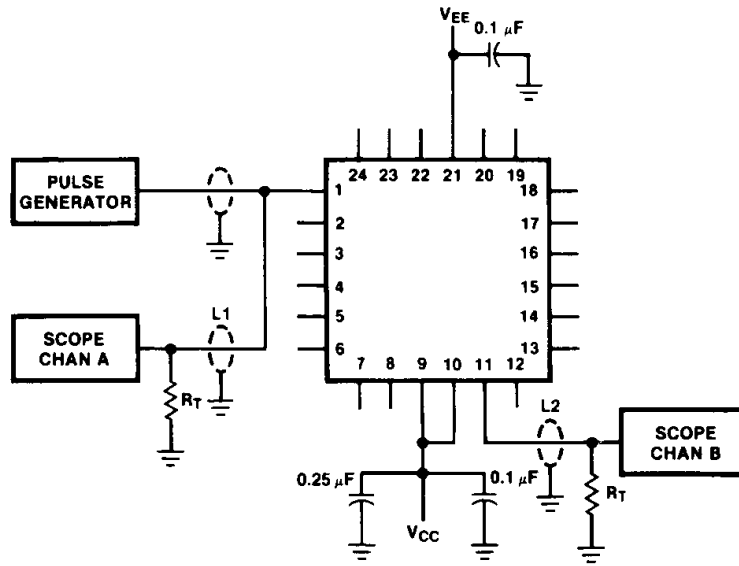 VEE
0.1 μF
PULSE
GENERATOR
24 23 22 21 20 19
1
2
3
4
5
6
18
17
16
15
14
13
7 8 9 10 11 12
L1
SCOPE
CHAN A
RT
L2
SCOPE
CHAN B
RT
0.25 μF
0.1 μF
VCC